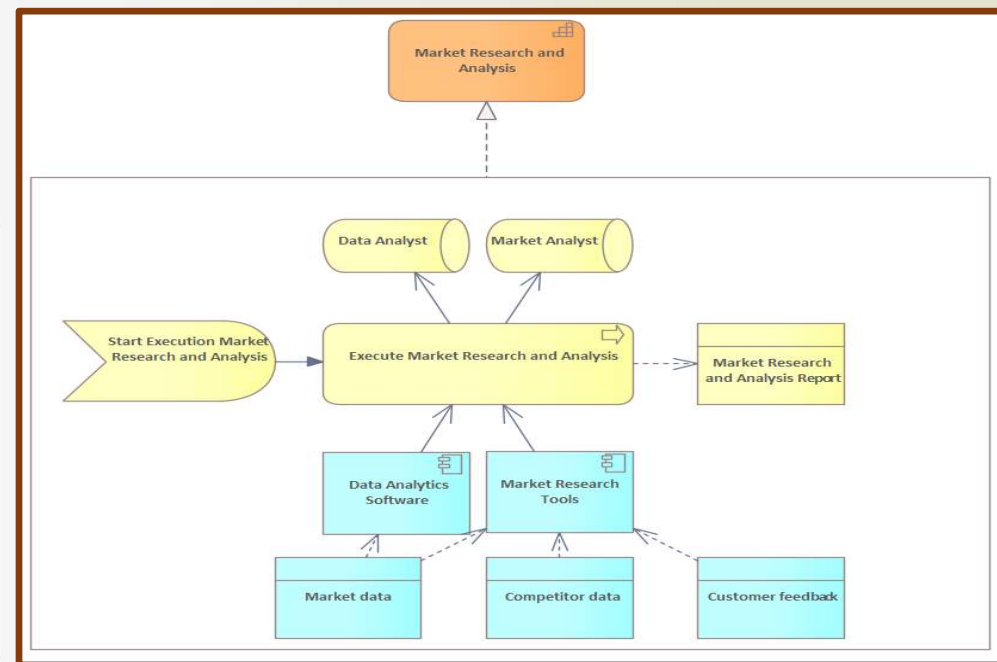 Market Research and
Analysis
Data Analyst
Market Analyst
Start Execution Market
Research and Analysis
Execute Market Research and Analysis
Market Research
and Analysis Report
Data Analytics
Software
Market Research
Tools
Market data
Competitor data
Customer feedback